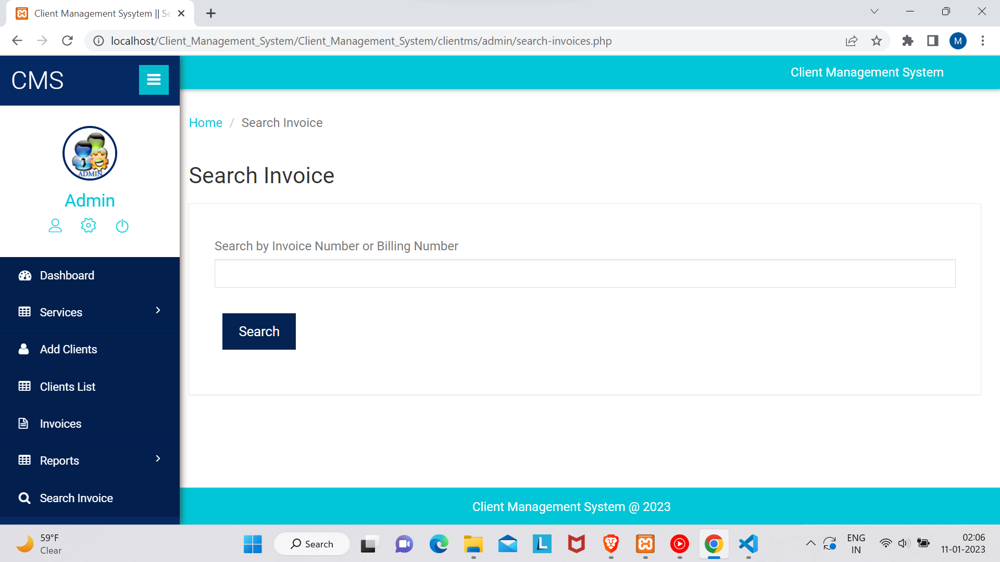 Client Management Sysytem || Se
localhost/Client_Management_System/Client_Management_System/clientms/admin/search-invoices.php
M
CMS
Client Management System
Home / Search Invoice
ADMIN
Admin
Search Invoice
Search by Invoice Number or Billing Number
Search
Dashboard
Services
Add Clients
Clients List
Invoices
Reports
Search Invoice
Client Management System @ 2023
59°F
Clear
Search
L
ENG
IN
02:06
11-01-2023